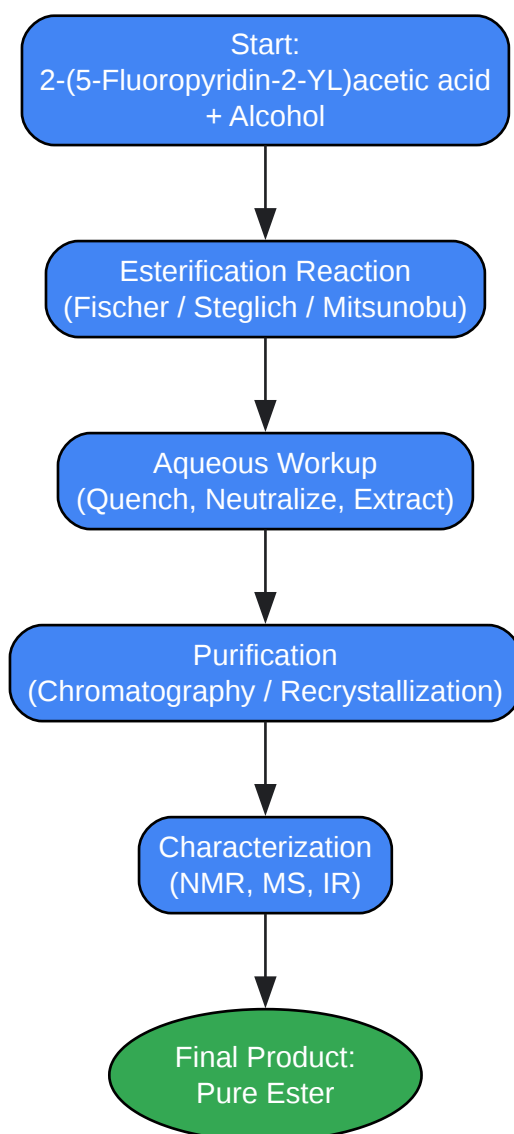 Start:
2-(5-Fluoropyridin-2-YL)acetic acid
+ Alcohol
Esterification Reaction
(Fischer / Steglich / Mitsunobu)
Aqueous Workup
(Quench, Neutralize, Extract)
Purification
(Chromatography / Recrystallization)
Characterization
(NMR, MS, IR)
Final Product:
Pure Ester